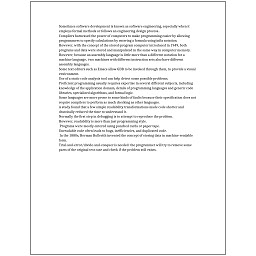 Sometimes software development is known as software engineering, especially when it
employs formal methods or follows an engineering design process.
Compilers harnessed the power of computers to make programming easier by allowing
programmers to specify calculations by entering a formula using infix notation.
However, with the concept of the stored-program computer introduced in 1949, both
programs and data were stored and manipulated in the same way in computer memory.
However, because an assembly language is little more than a different notation for a
machine language, two machines with different instruction sets also have different
assembly languages.
Some text editors such as Emacs allow GDB to be invoked through them, to provide a visual
environment.
Use of a static code analysis tool can help detect some possible problems.
Proficient programming usually requires expertise in several different subjects, including
knowledge of the application domain, details of programming languages and generic code
libraries, specialized algorithms, and formal logic.
Some languages are more prone to some kinds of faults because their specification does not
require compilers to perform as much checking as other languages.
A study found that a few simple readability transformations made code shorter and
drastically reduced the time to understand it.
Normally the first step in debugging is to attempt to reproduce the problem.
However, readability is more than just programming style.
Programs were mostly entered using punched cards or paper tape.
Unreadable code often leads to bugs, inefficiencies, and duplicated code.
In the 1880s, Herman Hollerith invented the concept of storing data in machine-readable
form.
Trial-and-error/divide-and-conquer is needed: the programmer will try to remove some
parts of the original test case and check if the problem still exists.